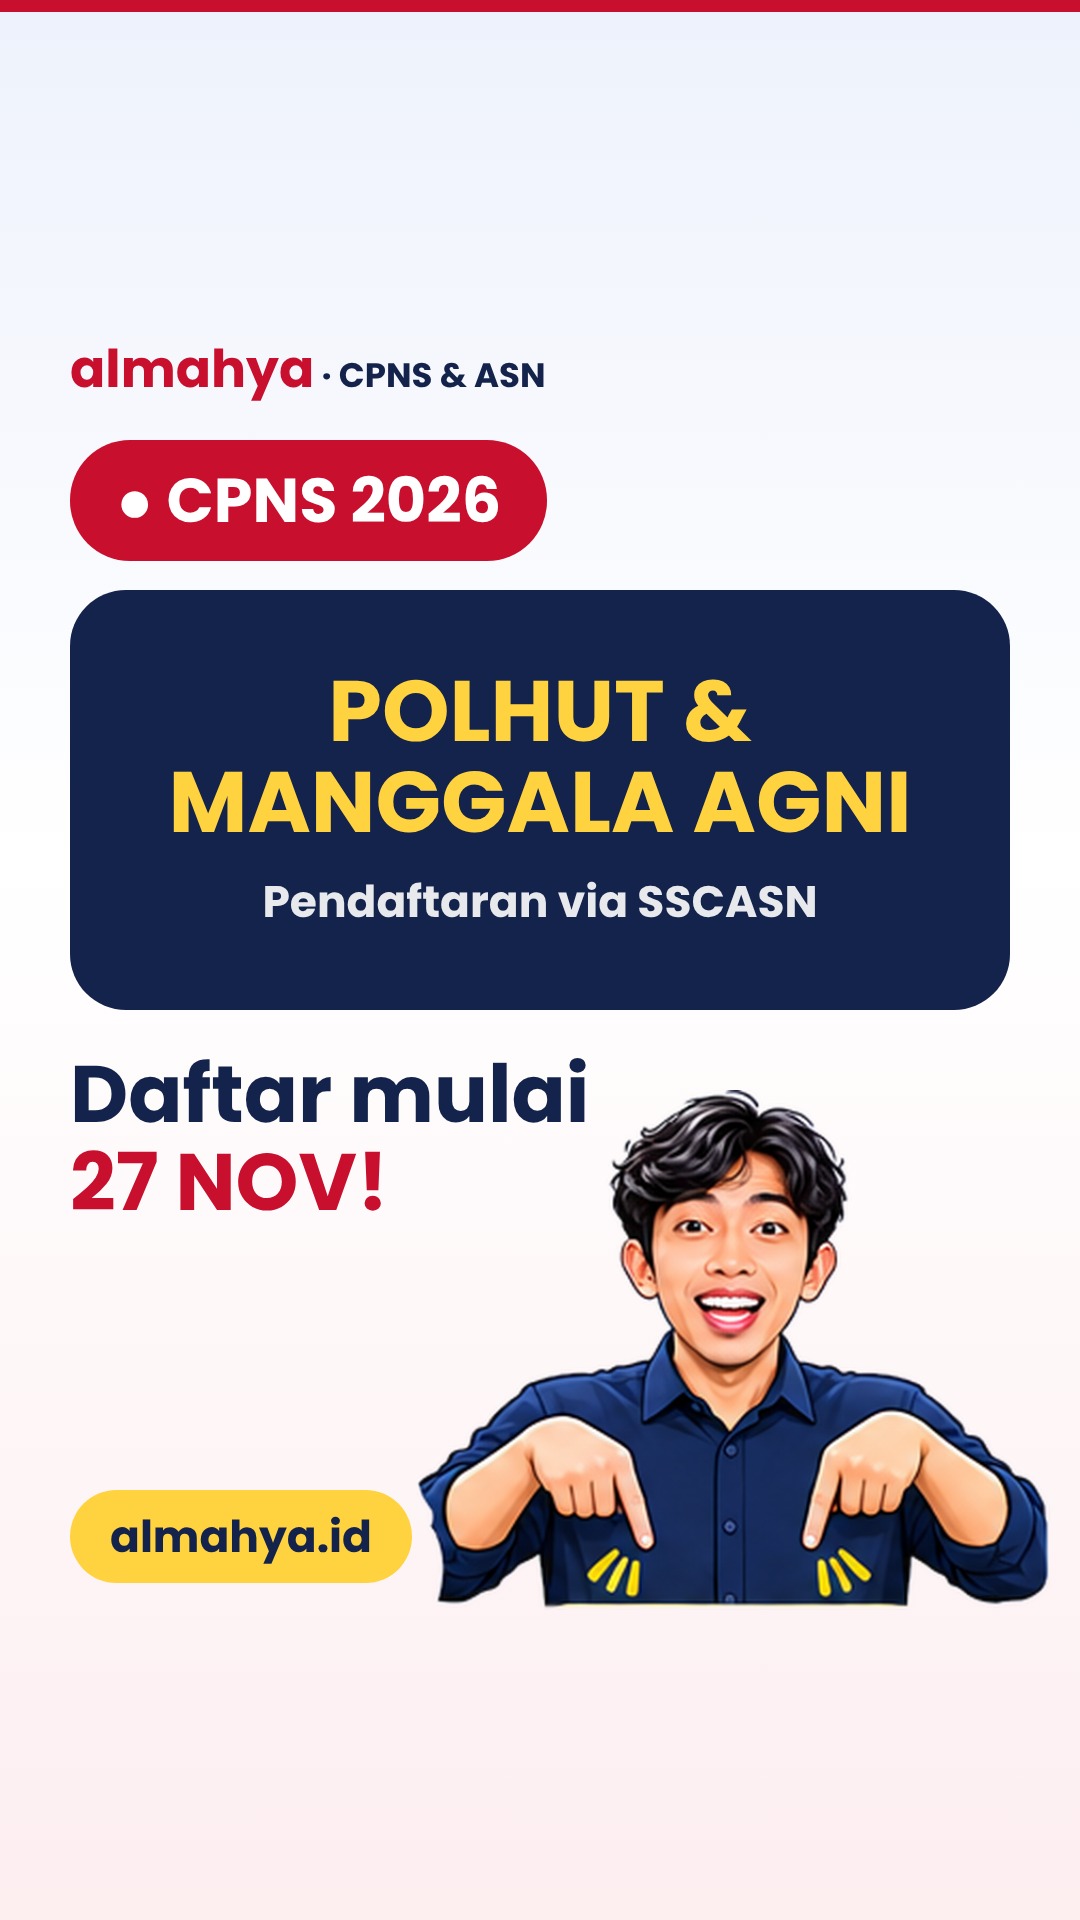 almahya · CPNS & ASN
● CPNS 2026
POLHUT &
MANGGALA AGNI
Pendaftaran via SSCASN
Daftar mulai
27 NOV!
almahya.id